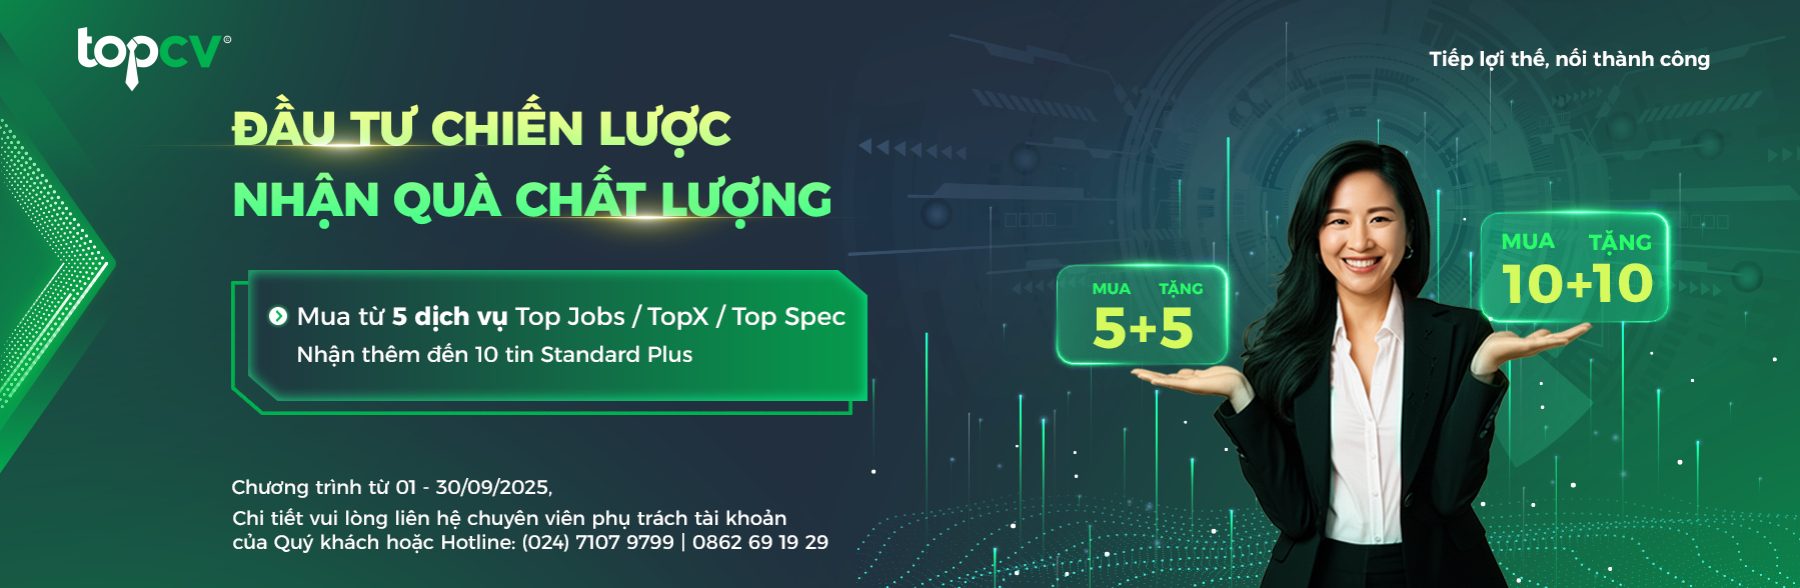 topcv©
Tiếp lợi thế, nối thành công
ĐẦU TƯ CHIẾN LƯỢC
NHẬN QUÀ CHẤT LƯỢNG
Mua từ 5 dịch vụ Top Jobs / TopX / Top Spec
Nhận thêm đến 10 tin Standard Plus
MUA TẶNG
5+5
MUA TẶNG
10+10
Chương trình từ 01 - 30/09/2025,
Chi tiết vui lòng liên hệ chuyên viên phụ trách tài khoản
của Quý khách hoặc Hotline: (024) 7107 9799 | 0862 69 19 29